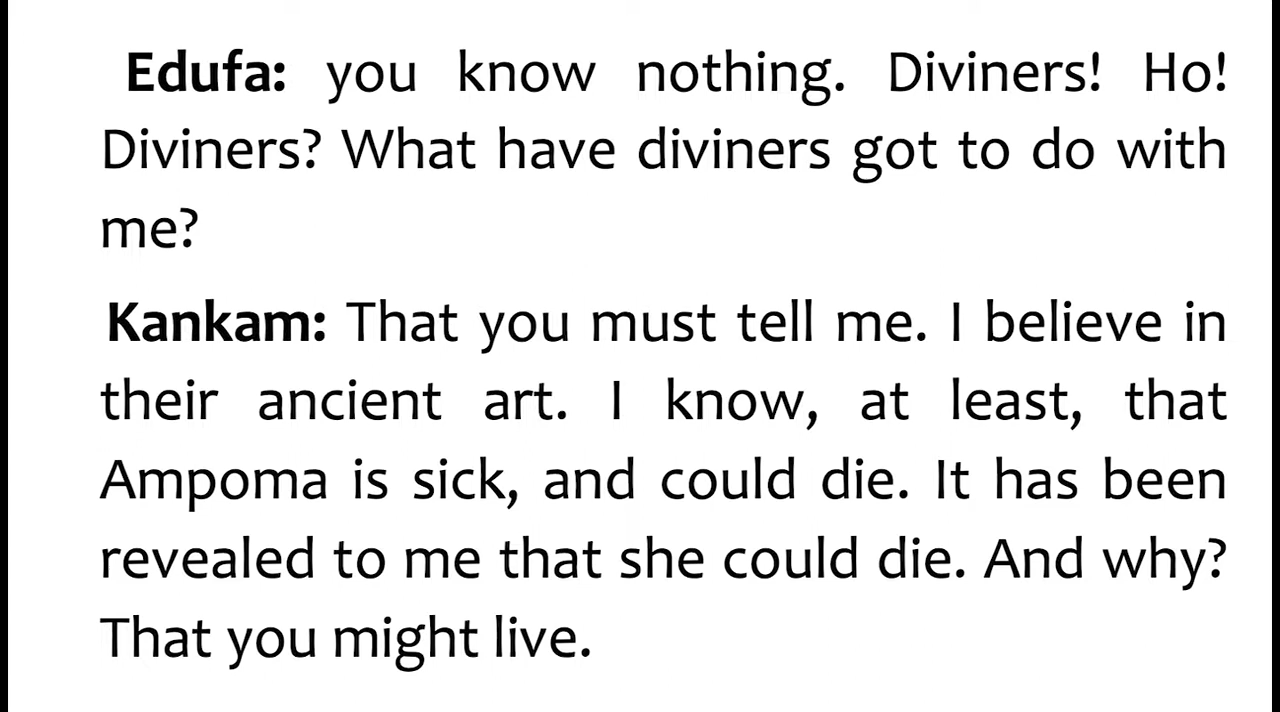 Edufa: you know nothing. Diviners! Ho!
Diviners? What have diviners got to do with
me?
Kankam: That you must tell me. I believe in
their ancient art. I know, at least, that
Ampoma is sick, and could die. It has been
revealed to me that she could die. And why?
That you might live.